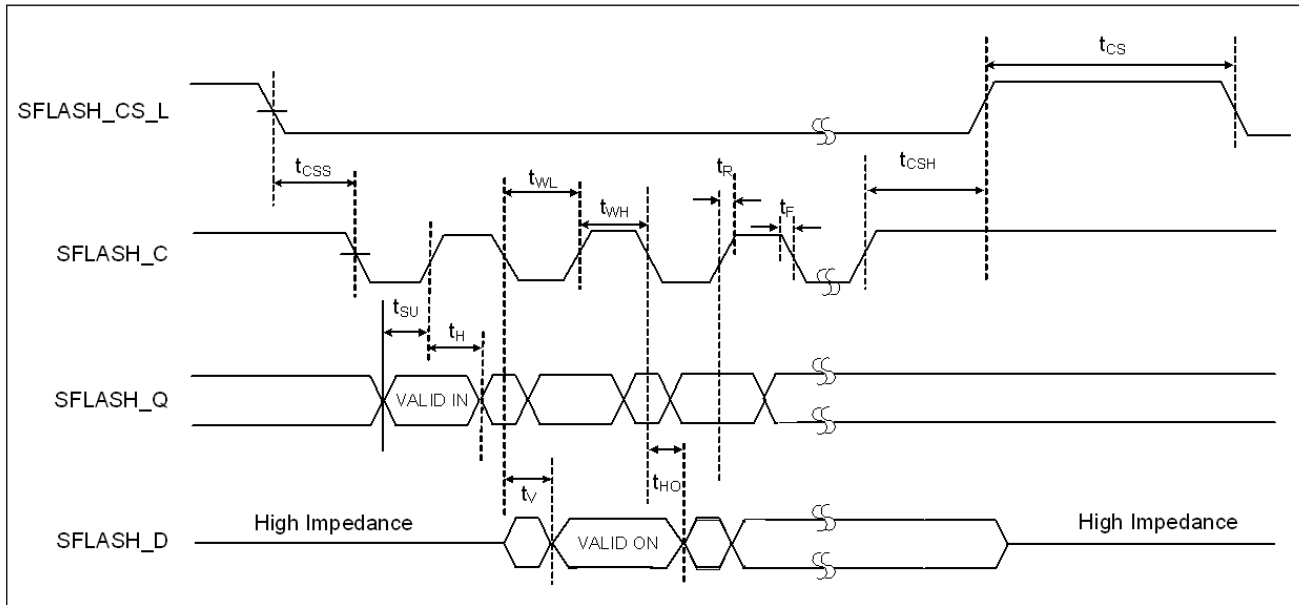 tCS
SFLASH_CS_L
tCSS
tWL
tWH
tR
tF
tCSH
SFLASH_C
tSU
tH
SFLASH_Q
VALID IN
tV
tHO
High Impedance
High Impedance
SFLASH_D
VALID ON